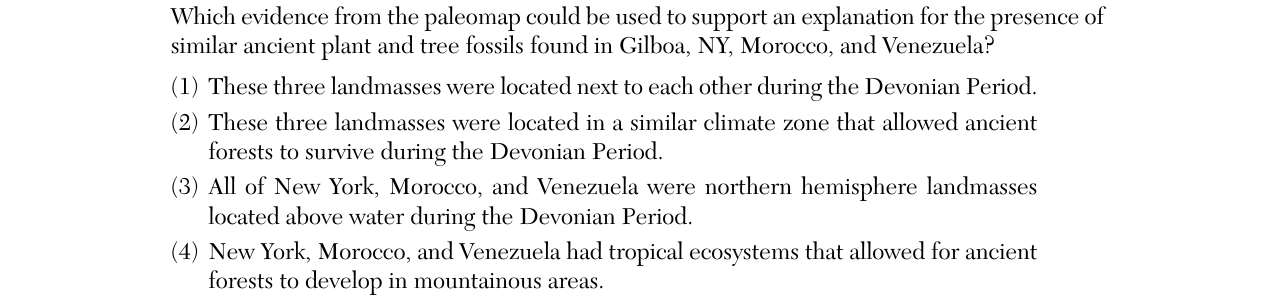 Which evidence from the paleomap could be used to support an explanation for the presence of
similar ancient plant and tree fossils found in Gilboa, NY, Morocco, and Venezuela?
(1) These three landmasses were located next to each other during the Devonian Period.
(2) These three landmasses were located in a similar climate zone that allowed ancient
forests to survive during the Devonian Period.
(3) All of New York, Morocco, and Venezuela were northern hemisphere landmasses
located above water during the Devonian Period.
(4) New York, Morocco, and Venezuela had tropical ecosystems that allowed for ancient
forests to develop in mountainous areas.